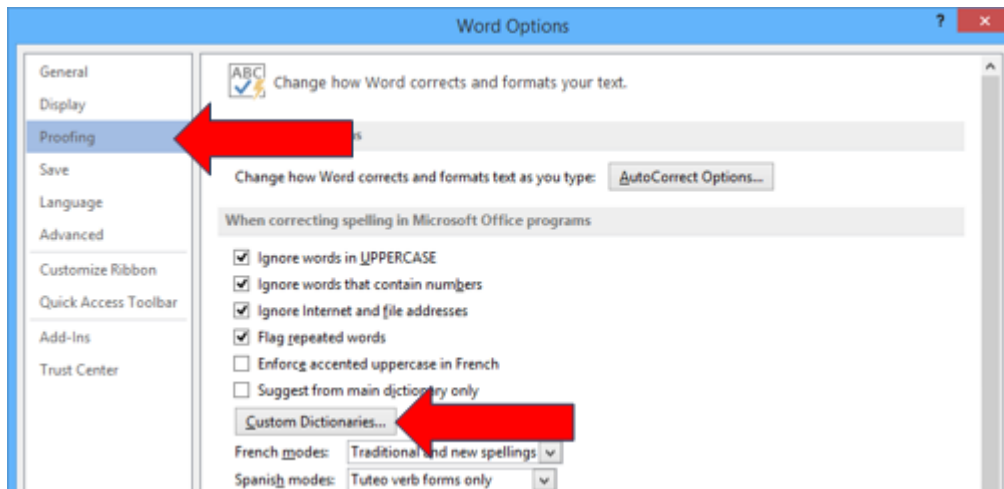 Word Options
?
General
Display
Proofing
Save
Language
Advanced
Customize Ribbon
Quick Access Toolbar
Add-Ins
Trust Center
ABC
Change how Word corrects and formats your text.
Change how Word corrects and formats text as you type:
AutoCorrect Options...
When correcting spelling in Microsoft Office programs
Ignore words in UPPERCASE
Ignore words that contain numbers
Ignore Internet and file addresses
Flag repeated words
Enforce accented uppercase in French
Suggest from main dictionary only
Custom Dictionaries...
French modes: Traditional and new spellings
Spanish modes: Tuteo verb forms only